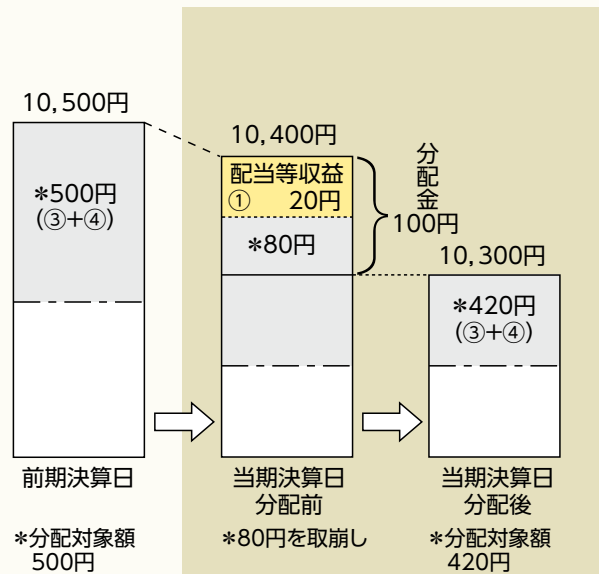 10,500円
*500円
(③+④)
前期決算日
*分配対象額
500円
10,400円
配当等収益
① 20円
*80円
分配金
100円
当期決算日
分配前
*80円を取崩し
10,300円
*420円
(③+④)
当期決算日
分配後
*分配対象額
420円